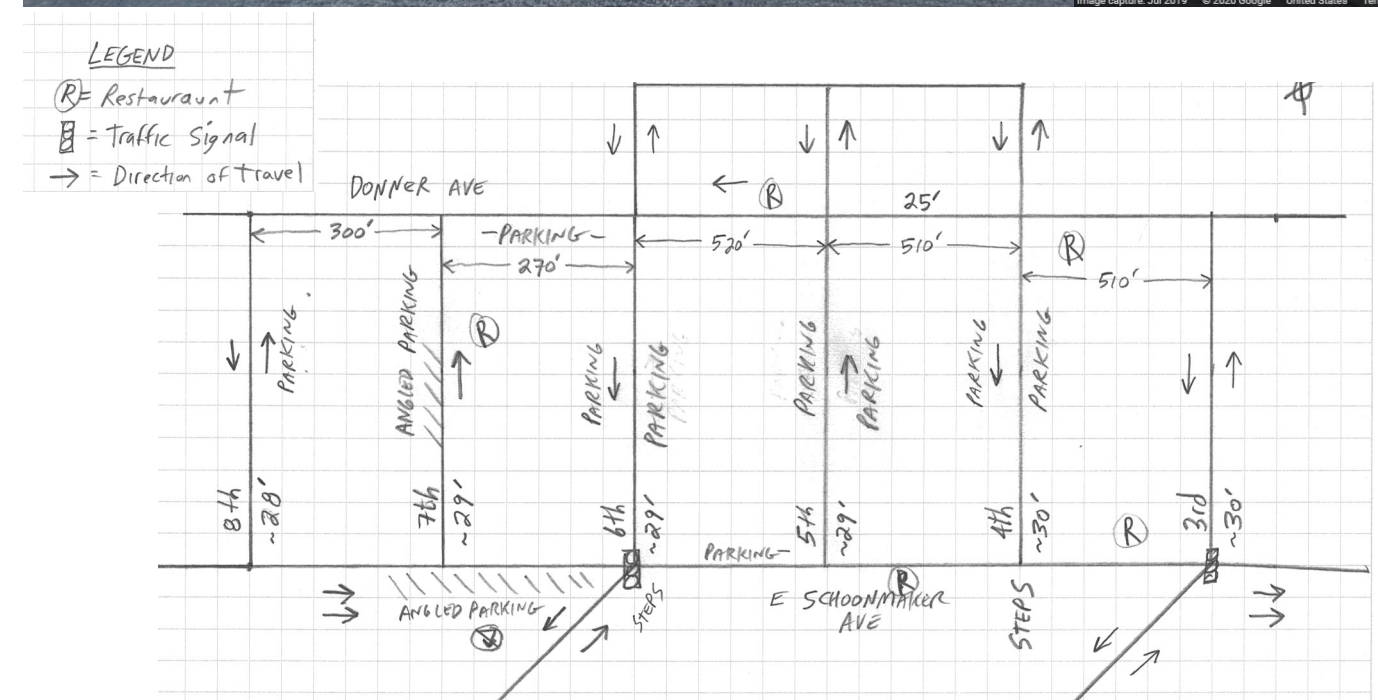 Image capture: Jul 2019 © 2020 Google United States
LEGEND
R = Restauraunt
= Traffic Signal
→ = Direction of travel
DONNER AVE
R
25'
300'
-PARKING-
520'
510'
R
270'
510'
PARKING
ANGLED PARKING
R
PARKING
PARKING
PARKING
PARKING
PARKING
PARKING
8th
~28'
7th
~29'
6th
~29'
5th
~29'
4th
~30'
R
3rd
~30'
PARKING-
ANGLED PARKING
STEPS
R
E SCHOONMAKER
AVE
STEPS